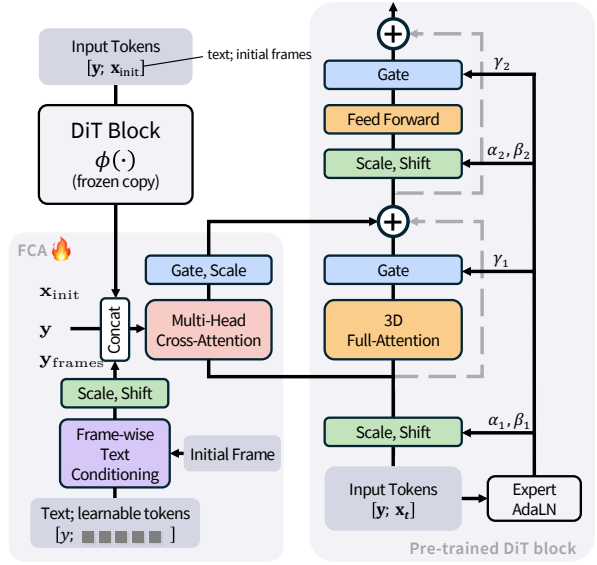 Input Tokens
[y; x_init]
text; initial frames
DiT Block
ϕ(·)
(frozen copy)
FCA
Gate, Scale
x_init
y
y_frames
Concat
Multi-Head
Cross-Attention
Scale, Shift
Frame-wise
Text
Conditioning
Initial Frame
Text; learnable tokens
[y; ]
Gate
γ₂
Feed Forward
Scale, Shift
α₂, β₂
Gate
γ₁
3D
Full-Attention
Scale, Shift
α₁, β₁
Input Tokens
[y; x_t]
Expert
AdaLN
Pre-trained DiT block